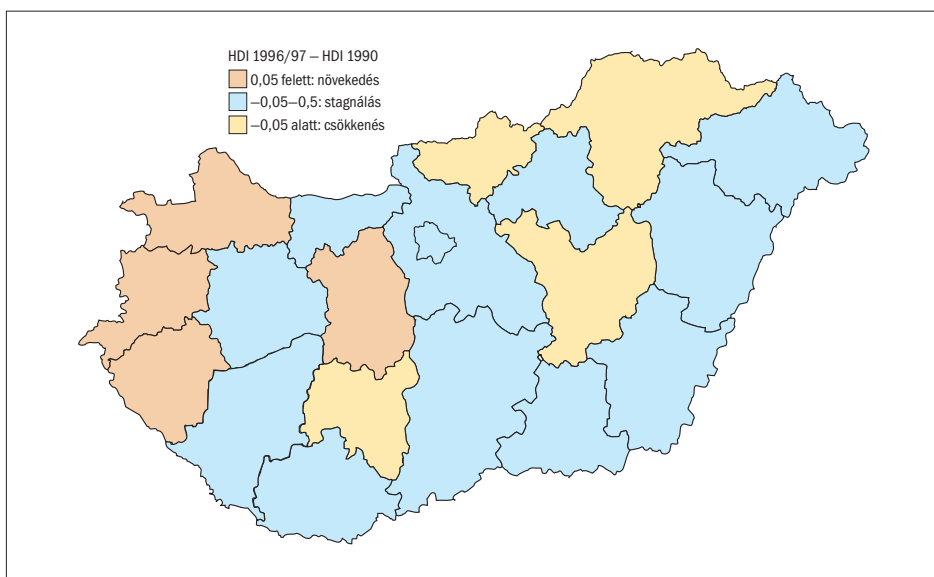 HDI 1996/97 – HDI 1990
0,05 felett: növekedés
–0,05–0,5: stagnálás
–0,05 alatt: csökkenés